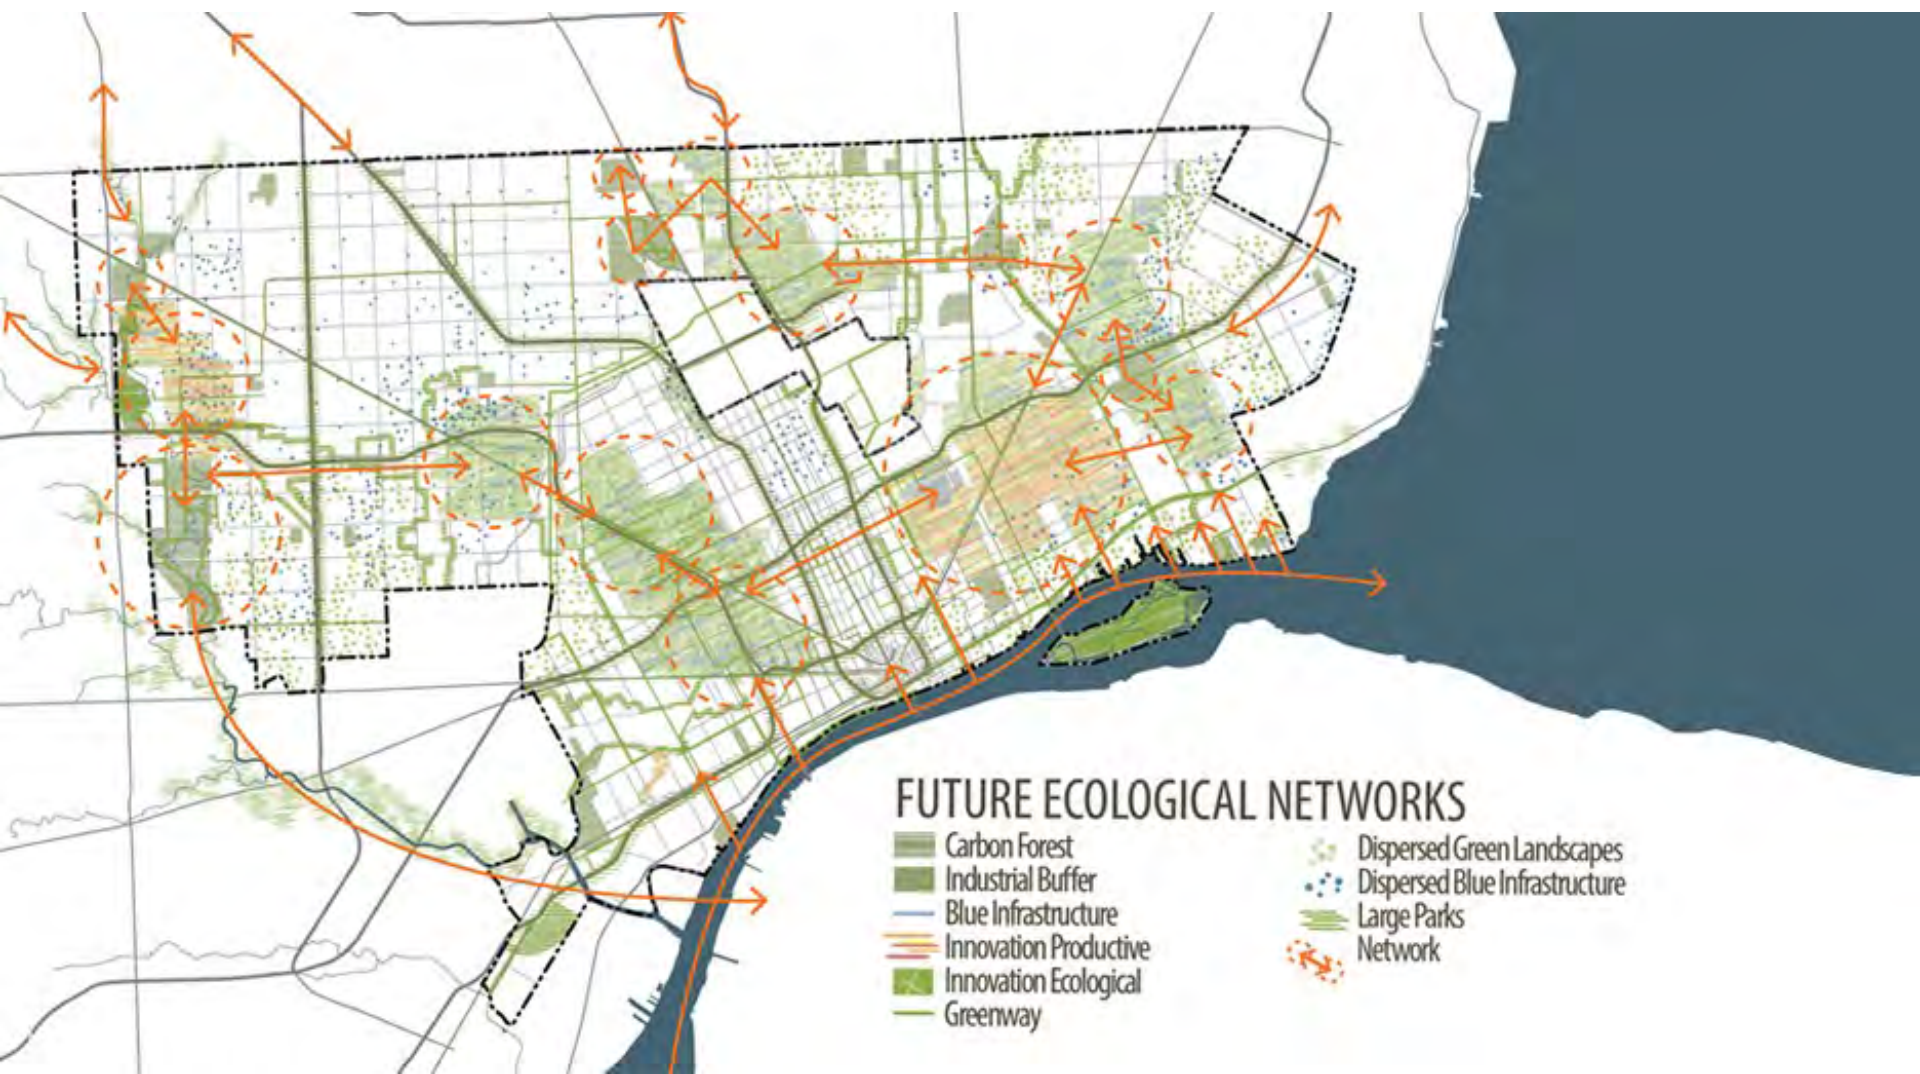 FUTURE ECOLOGICAL NETWORKS
Carbon Forest
Industrial Buffer
Blue Infrastructure
Innovation Productive
Innovation Ecological
Greenway
Dispersed Green Landscapes
Dispersed Blue Infrastructure
Large Parks
Network